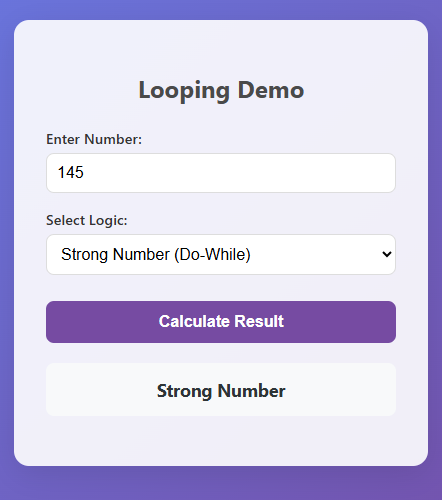 Looping Demo
Enter Number:
145
Select Logic:
Strong Number (Do-While)
Calculate Result
Strong Number